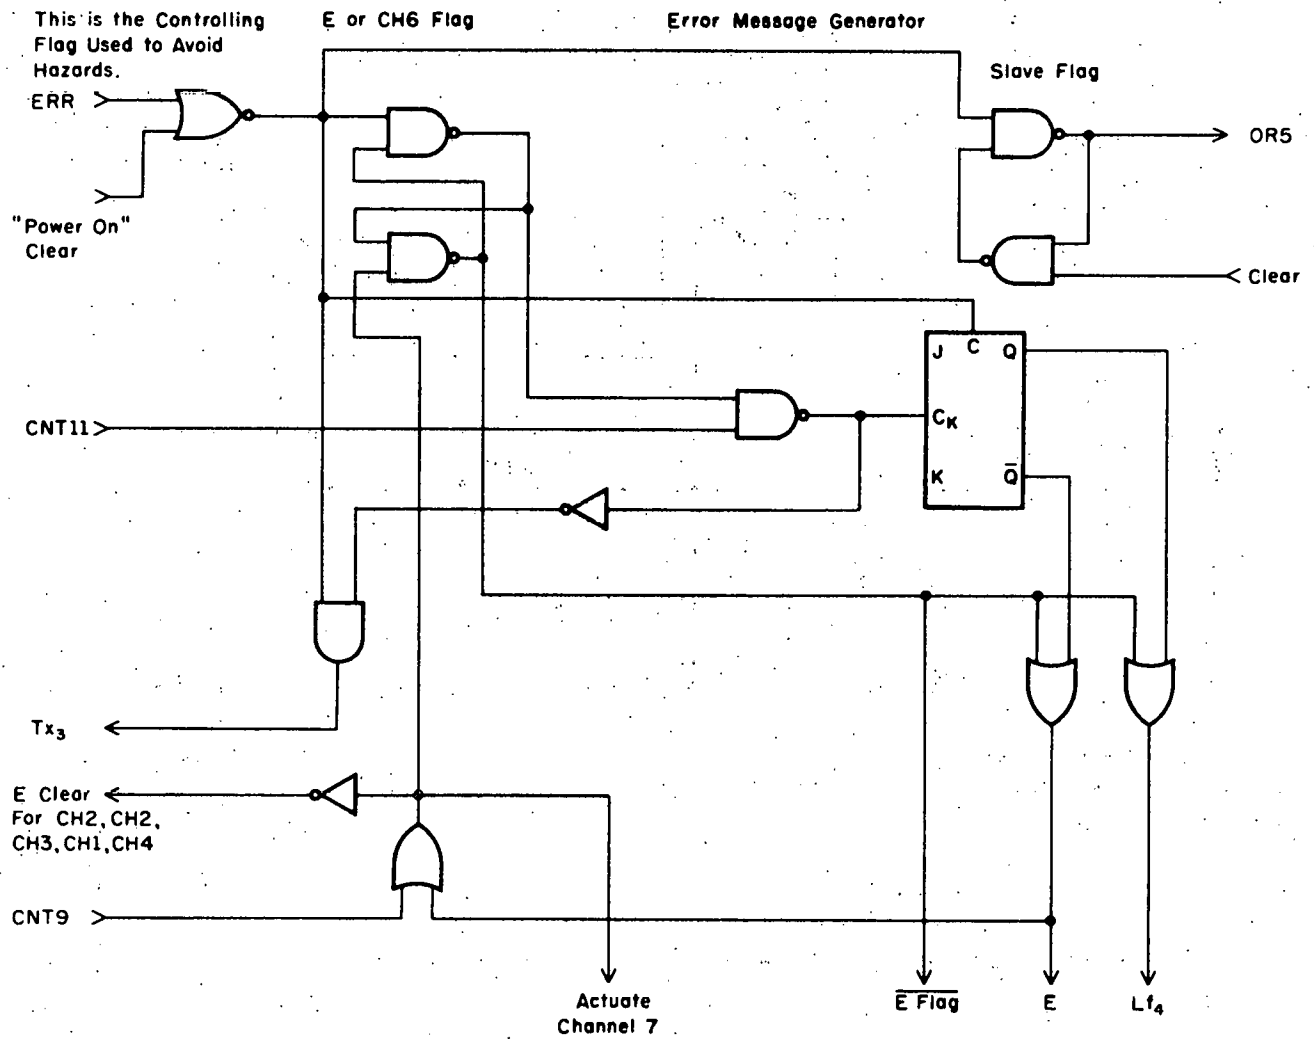 This is the Controlling
Flag Used to Avoid
Hazards.
E or CH6 Flag
Error Message Generator
Slave Flag
ERR
OR5
"Power On"
Clear
Clear
J
C
Q
CNT11
CK
K
Q̅
Tx3
E Clear
For CH2, CH2,
CH3, CH1, CH4
CNT9
Actuate
Channel 7
E̅ ̅F̅l̅a̅g̅
E
Lf4